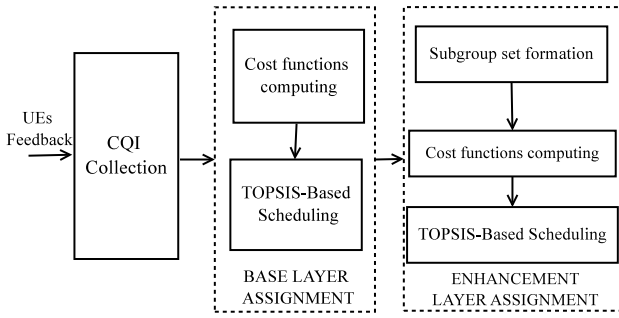 UEs
Feedback
CQI
Collection
Cost functions
computing
TOPSIS-Based
Scheduling
BASE LAYER
ASSIGNMENT
Subgroup set formation
Cost functions computing
TOPSIS-Based Scheduling
ENHANCEMENT
LAYER ASSIGNMENT